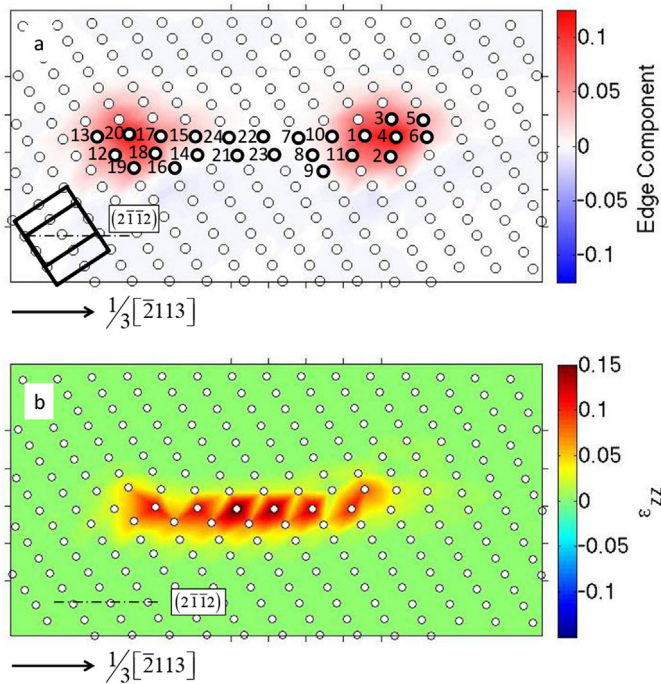 a
3 5
13 20 17 15 24 22 7 10 1 4 6
12 18 14 21 23 8 11 2
19 16 9
(21̅1̅2)
1/3[2̅113]
0.1
0.05
0
−0.05
−0.1
Edge Component
b
(21̅1̅2)
1/3[2̅113]
0.15
0.1
0.05
0
−0.05
−0.1
εzz